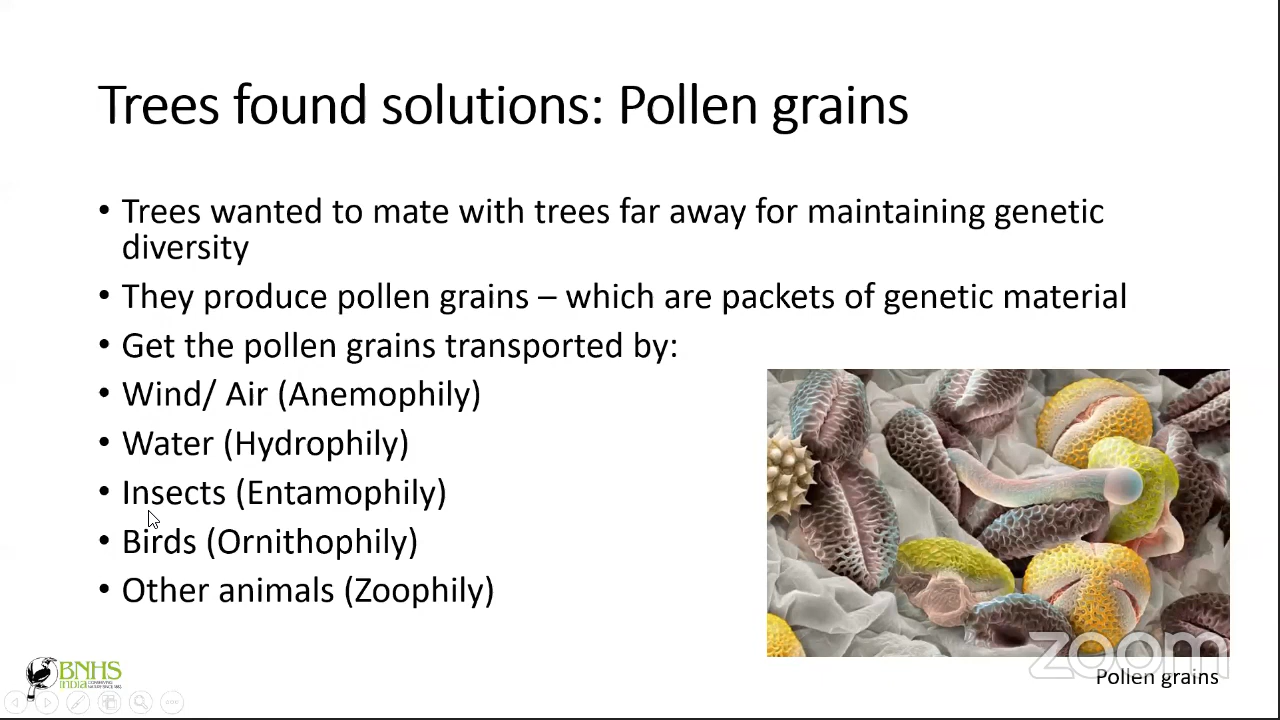 Trees found solutions: Pollen grains
• Trees wanted to mate with trees far away for maintaining genetic
diversity
• They produce pollen grains – which are packets of genetic material
• Get the pollen grains transported by:
• Wind/ Air (Anemophily)
• Water (Hydrophily)
• Insects (Entamophily)
• Birds (Ornithophily)
• Other animals (Zoophily)
zoom
Pollen grains
BNHS
INDIA